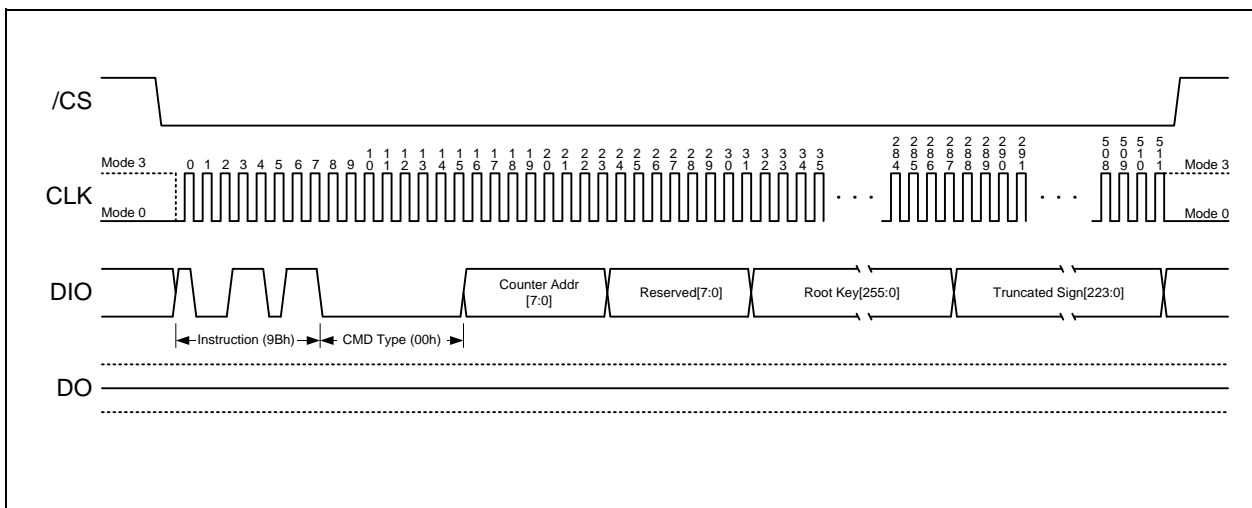 /CS
Mode 3
0 1 2 3 4 5 6 7 8 9 10 11 12 13 14 15 16 17 18 19 20 21 22 23 24 25 26 27 28 29 30 31 32 33 34 35 284 285 286 287 288 289 290 291 508 509 510 511
Mode 3
CLK
. . .
. . .
Mode 0
Mode 0
DIO
Counter Addr
[7:0]
Reserved[7:0]
Root Key[255:0]
Truncated Sign[223:0]
Instruction (9Bh)
CMD Type (00h)
DO